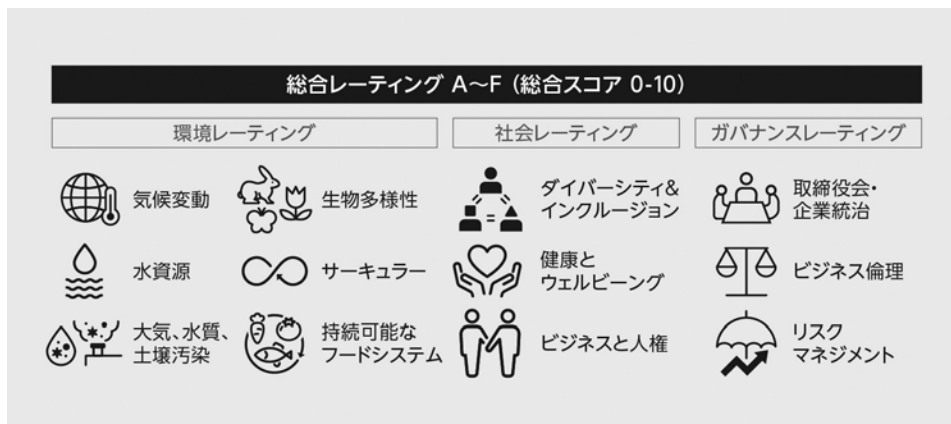 総合レーティング A～F (総合スコア 0-10)
環境レーティング
社会レーティング
ガバナンスレーティング
気候変動
生物多様性
ダイバーシティ&
インクルージョン
取締役会・
企業統治
水資源
サーキュラー
健康と
ウェルビーング
ビジネス倫理
大気、水質、
土壌汚染
持続可能な
フードシステム
ビジネスと人権
リスク
マネジメント